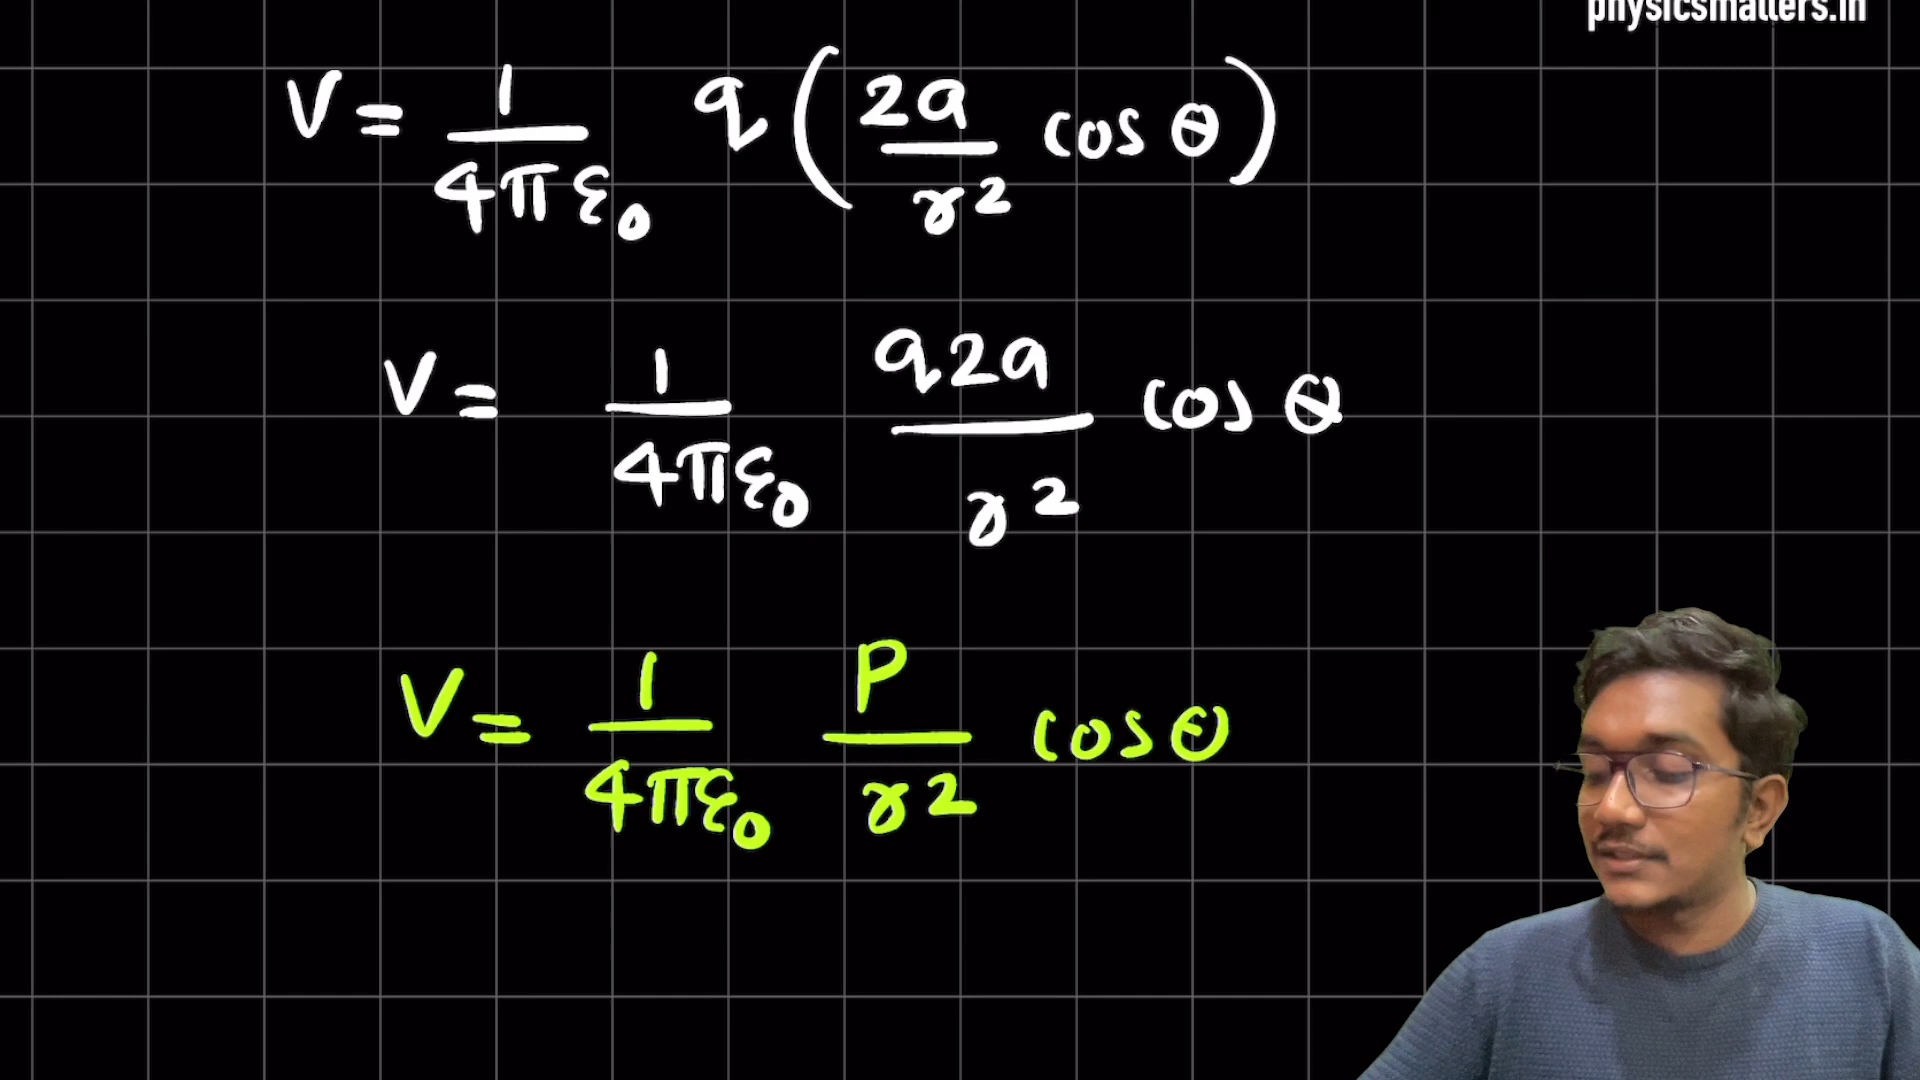 physicsmatters.in
V = 1/4πε₀ q (2a/r² cos θ)
V = 1/4πε₀ q2a/r² cos θ
V = 1/4πε₀ P/r² cos θ